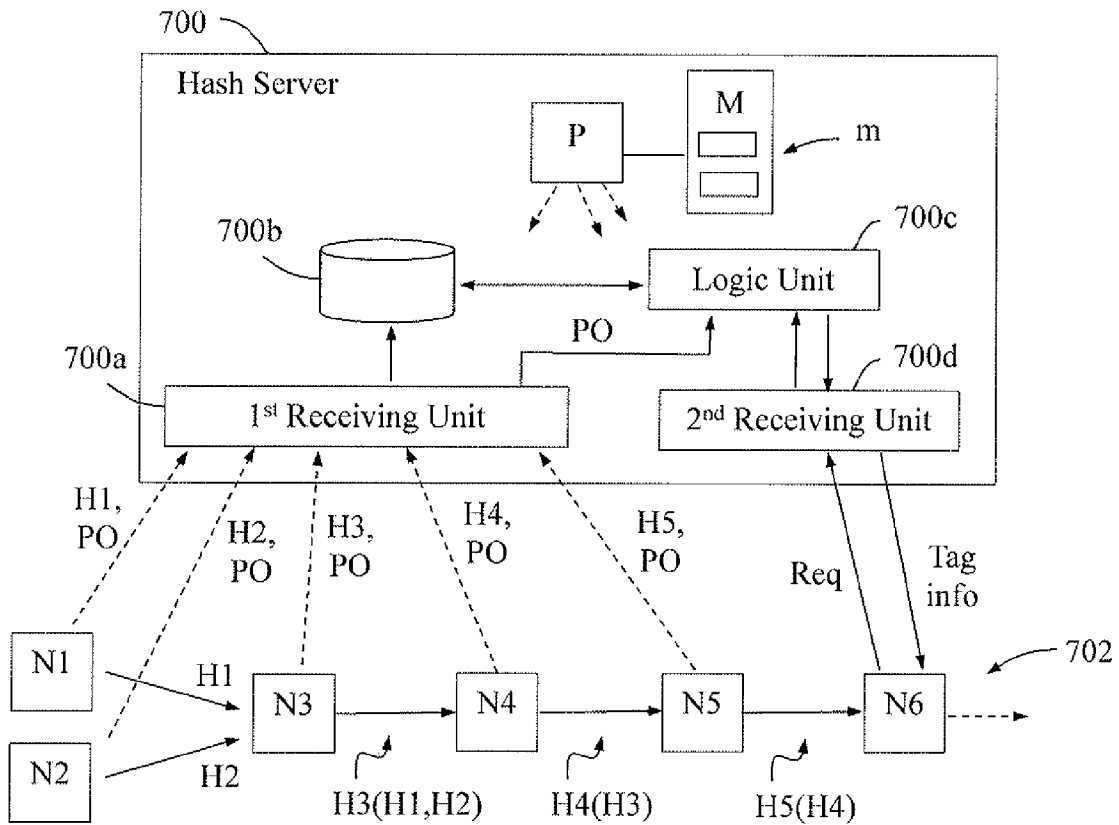 700
Hash Server
M
P
m
700b
700c
Logic Unit
PO
700a
700d
1st Receiving Unit
2nd Receiving Unit
H1,
PO
H2,
PO
H3,
PO
H4,
PO
H5,
PO
Req
Tag
info
702
N1
H1
N3
N4
N5
N6
N2
H2
H3(H1,H2)
H4(H3)
H5(H4)